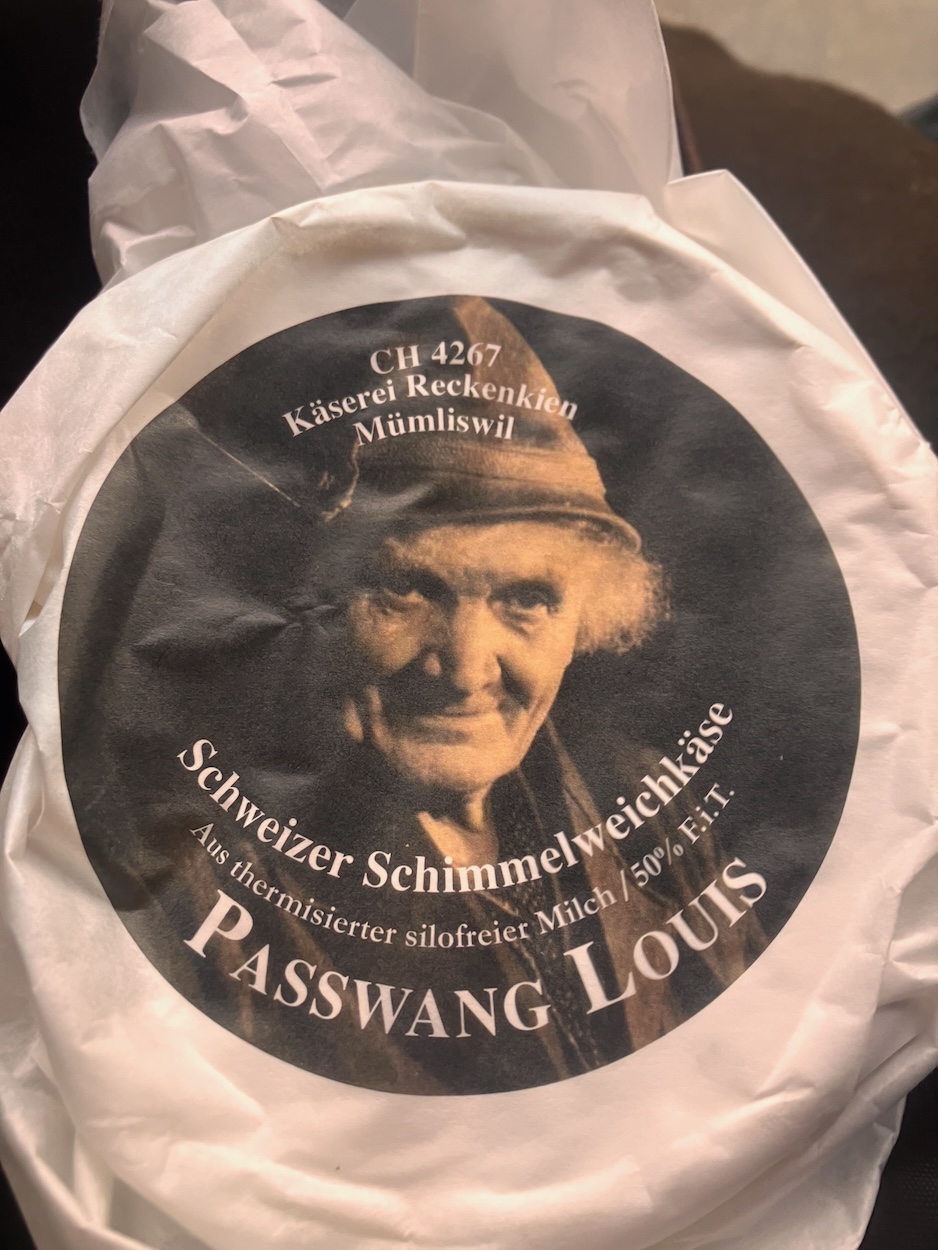 CH 4267
Käserei Reckenkien
Mümliswil
Schweizer Schimmelweichkäse
Aus thermisierter silofreier Milch / 50% F.i.T.
PASSWANG LOUIS